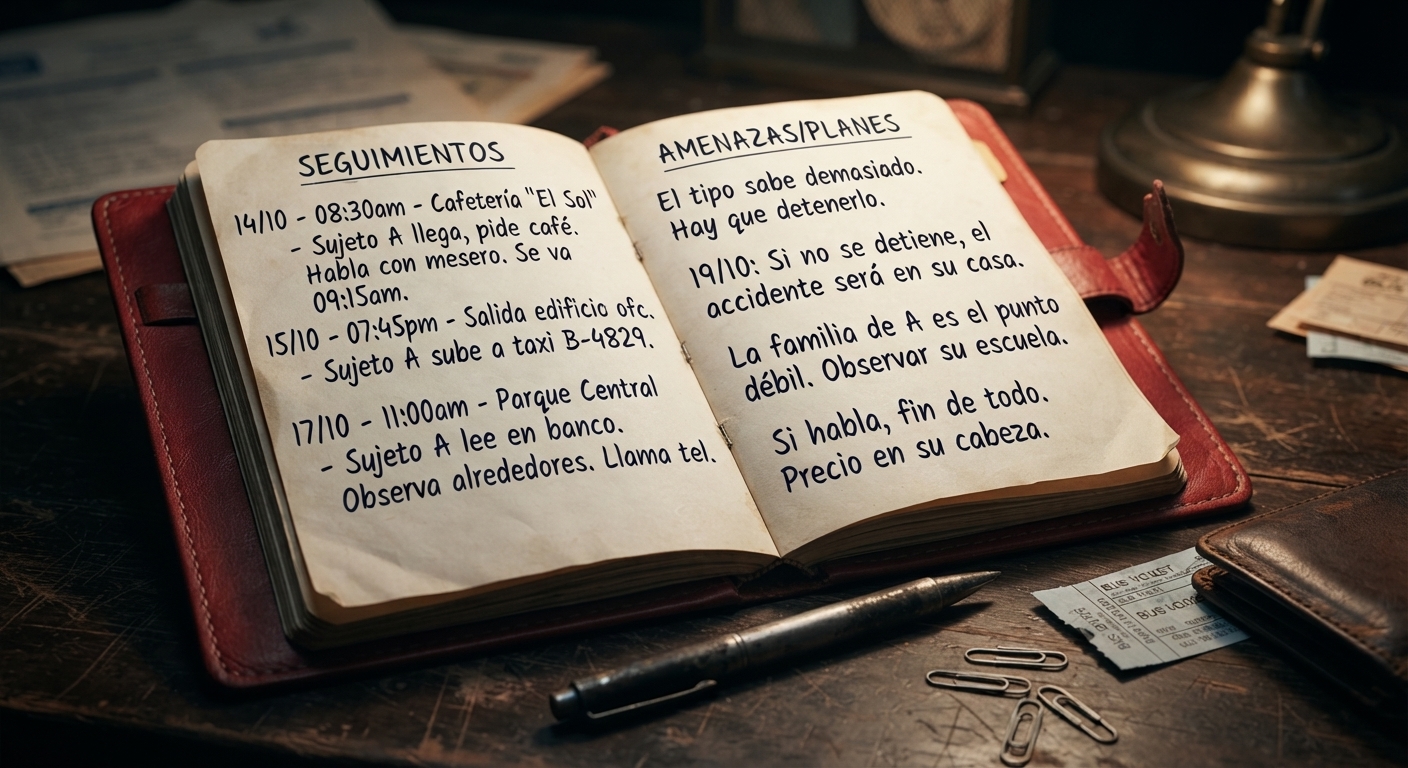 SEGUIMIENTOS
14/10 - 08:30am - Cafetería "El Sol"
- Sujeto A llega, pide café.
Habla con mesero. Se va
09:15am.
15/10 - 07:45pm - Salida edificio ofc.
- Sujeto A sube a taxi B-4829.
17/10 - 11:00am - Parque Central
- Sujeto A lee en banco.
Observa alrededores. Llama tel.
AMENAZAS/PLANES
El tipo sabe demasiado.
Hay que detenerlo.
19/10: Si no se detiene, el
accidente será en su casa.
La familia de A es el punto
débil. Observar su escuela.
Si habla, fin de todo.
Precio en su cabeza.